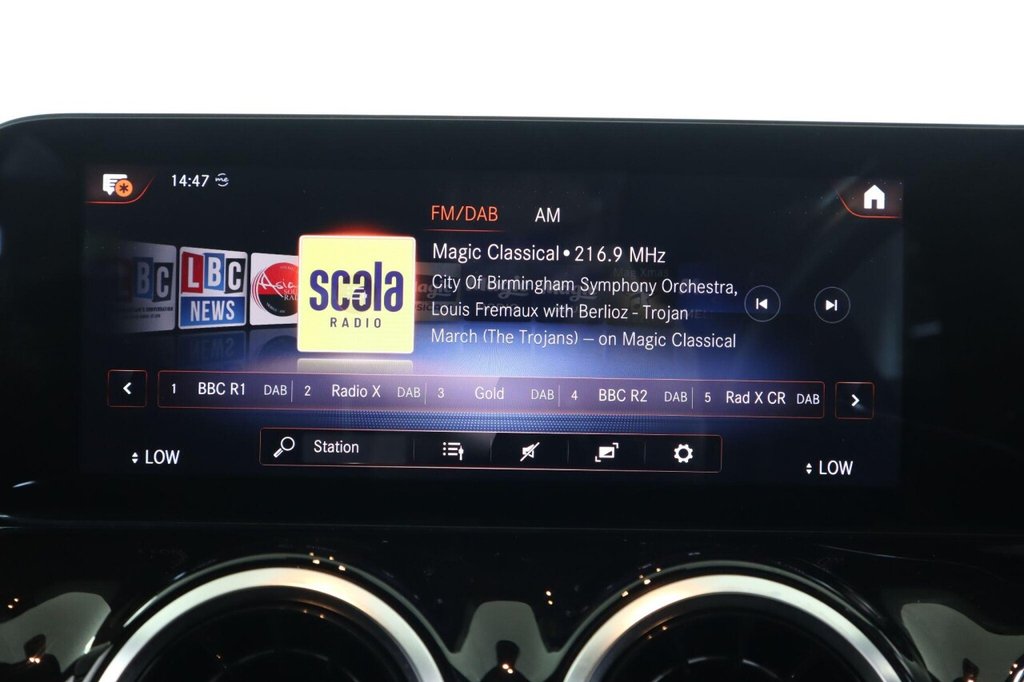 14:47 me
FM/DAB AM
Magic Classical • 216.9 MHz
City Of Birmingham Symphony Orchestra,
Louis Fremaux with Berlioz - Trojan
March (The Trojans) – on Magic Classical
LBC
LBC
NEWS
Asia
scala
RADIO
1 BBC R1 DAB 2 Radio X DAB 3 Gold DAB 4 BBC R2 DAB 5 Rad X CR DAB
Station
LOW
LOW